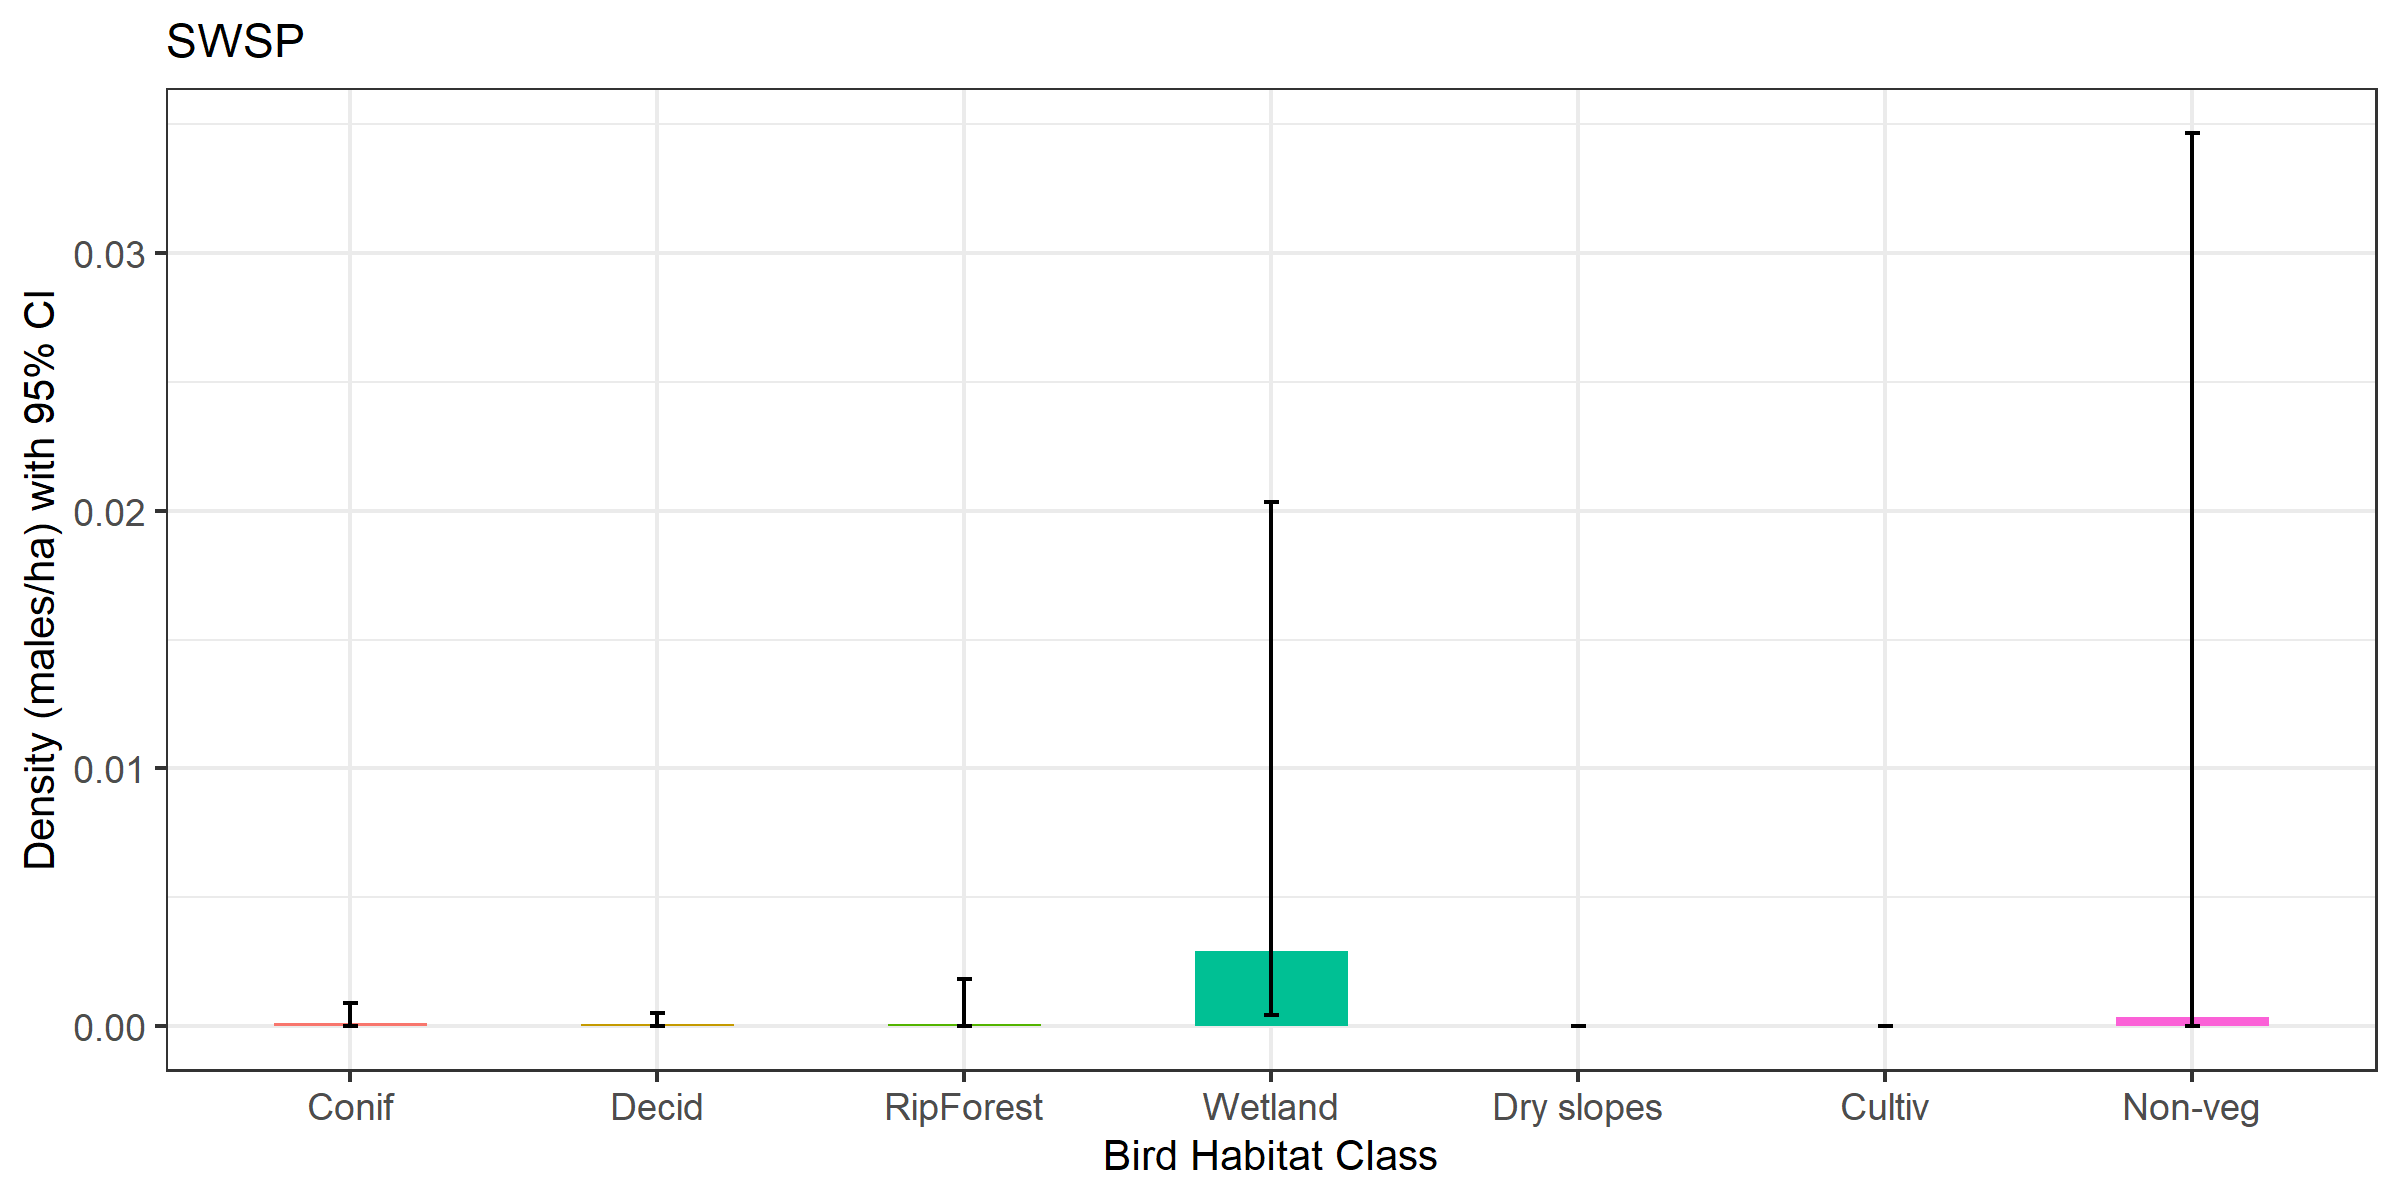 SWSP
Density (males/ha) with 95% CI
0.03
0.02
0.01
0.00
Conif Decid RipForest Wetland Dry slopes Cultiv Non-veg
Bird Habitat Class